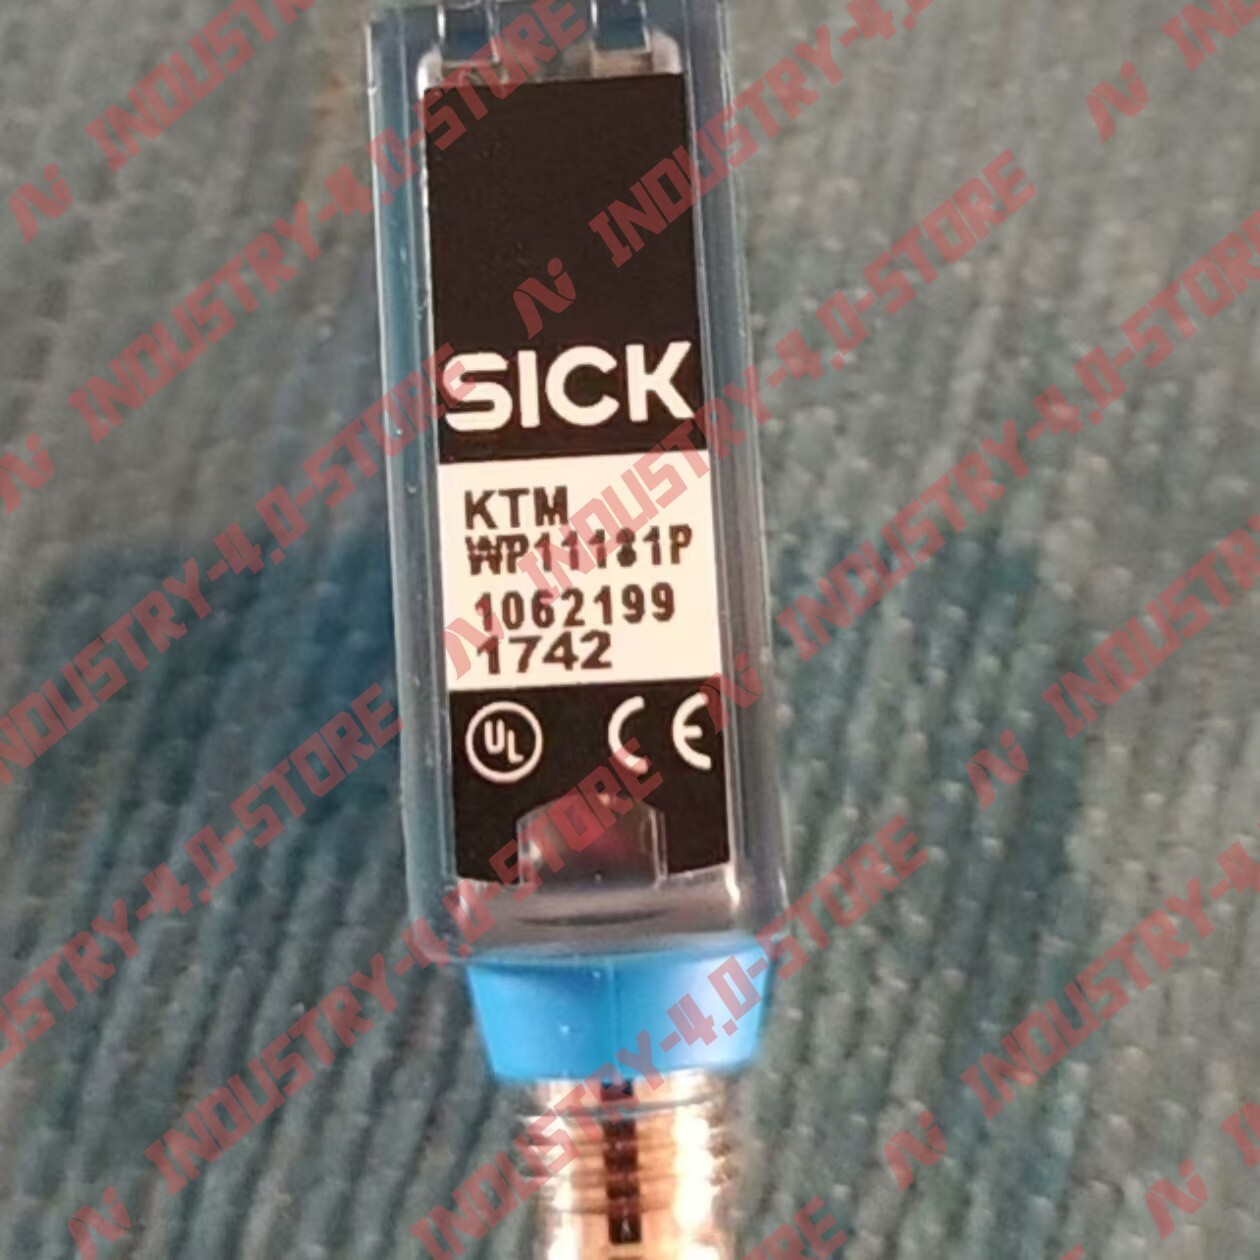 SICK
KTM
WP11181P
1062199
1742
UL
CE
INDUSTRY-4.0-STORE